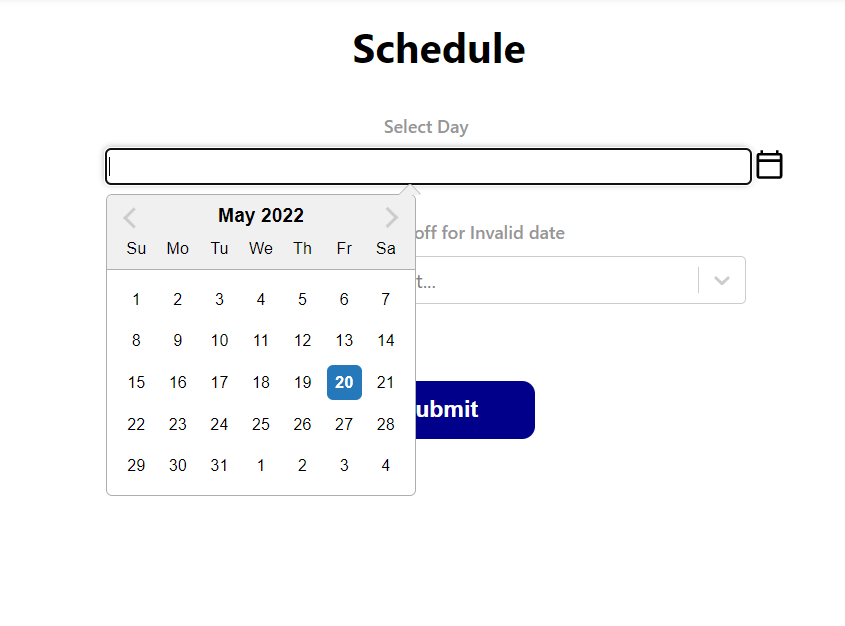 Schedule
Select Day
May 2022
Su Mo Tu We Th Fr Sa
off for Invalid date
1 2 3 4 5 6 7
t...
8 9 10 11 12 13 14
15 16 17 18 19 20 21
ubmit
22 23 24 25 26 27 28
29 30 31 1 2 3 4